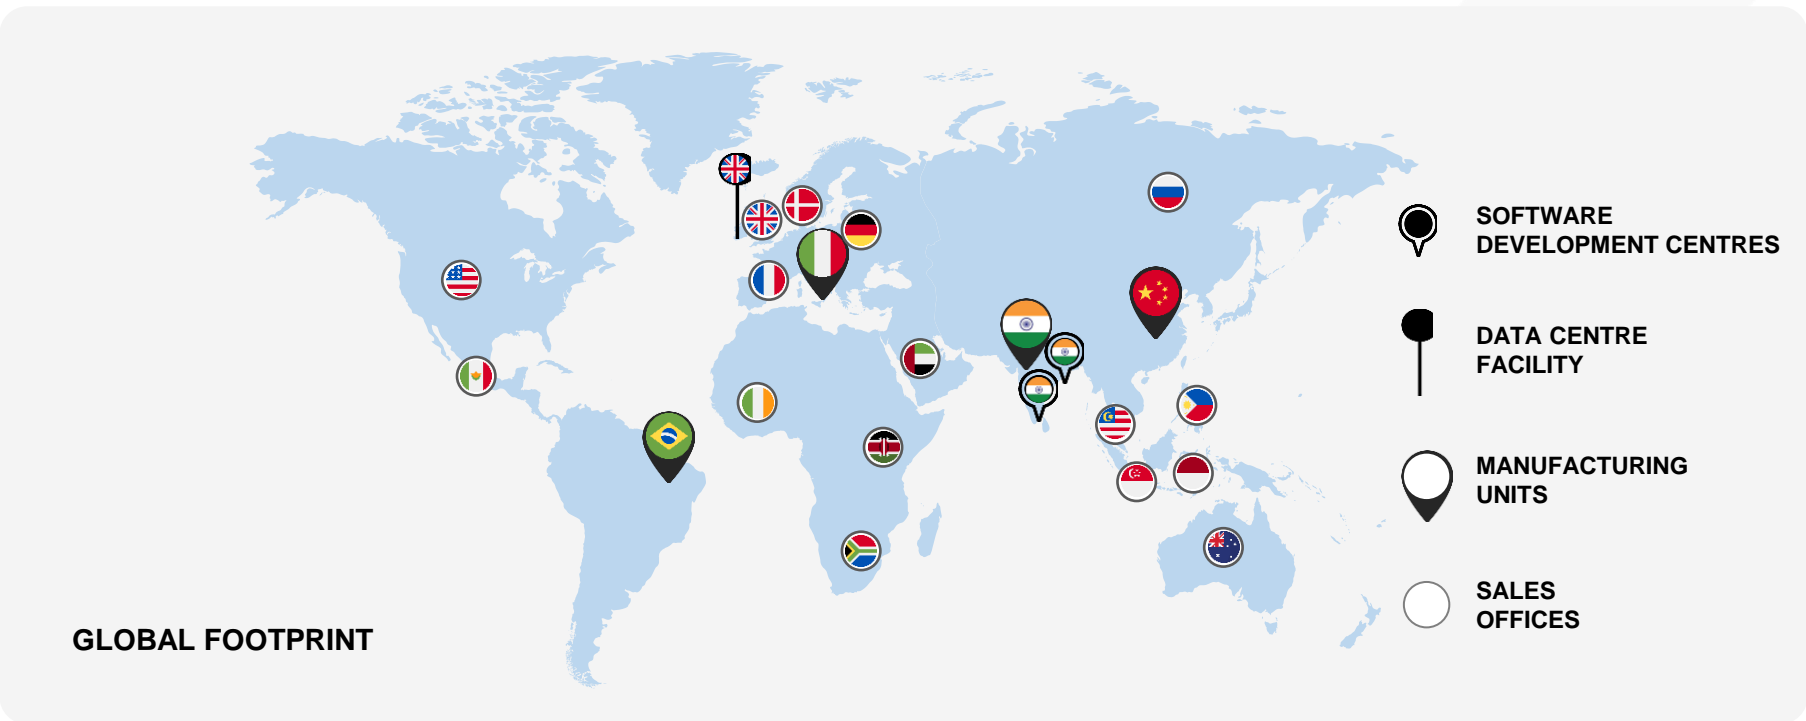 SOFTWARE
DEVELOPMENT CENTRES
DATA CENTRE
FACILITY
MANUFACTURING
UNITS
SALES
OFFICES
GLOBAL FOOTPRINT